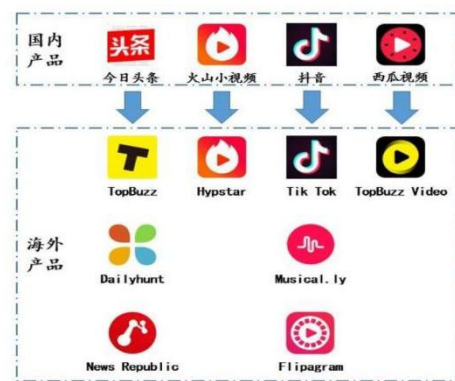 国内
产品
头条
今日头条 火山小视频 抖音 西瓜视频
TopBuzz Hypstar Tik Tok TopBuzz Video
海外
产品
Dailyhunt Musical.ly
News Republic Flipagram